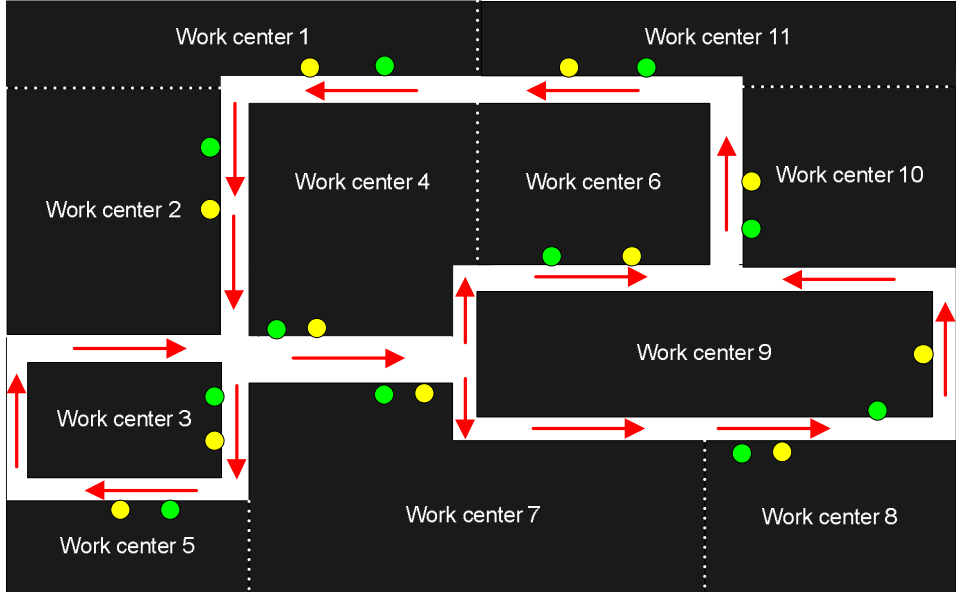 Work center 1
Work center 11
Work center 4
Work center 6
Work center 10
Work center 2
Work center 9
Work center 3
Work center 7
Work center 8
Work center 5